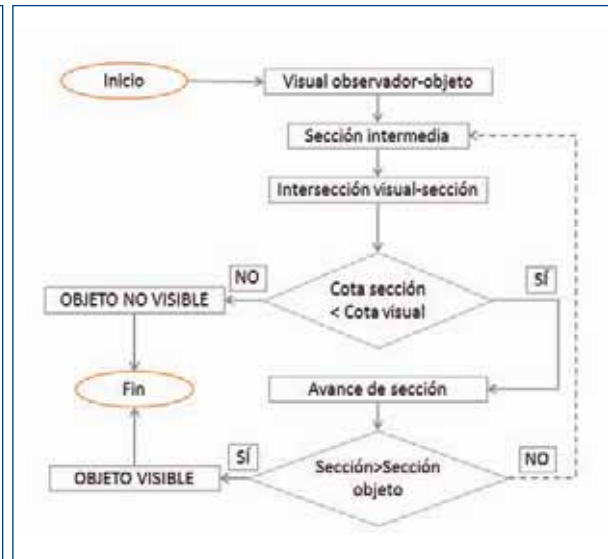 Inicio
Visual observador-objeto
Sección intermedia
Intersección visual-sección
NO
SÍ
OBJETO NO VISIBLE
Cota sección
< Cota visual
Fin
Avance de sección
SÍ
NO
OBJETO VISIBLE
Sección>Sección
objeto